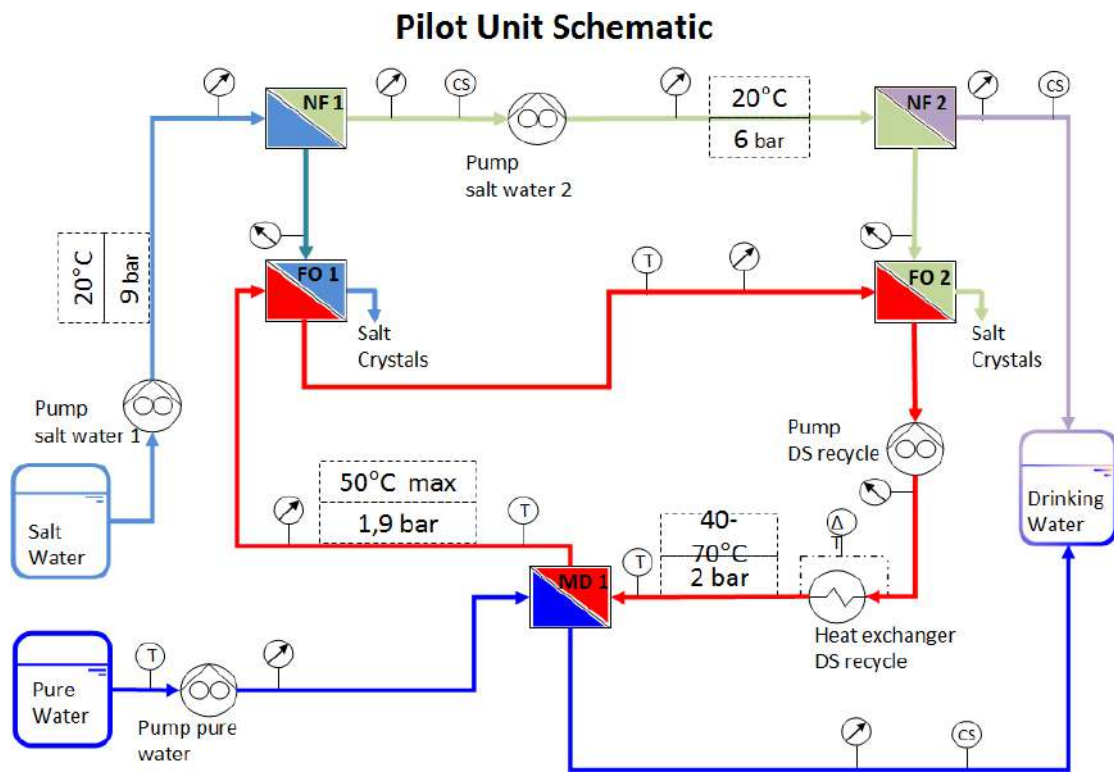 Pilot Unit Schematic
NF 1
CS
Pump
salt water 2
20°C
6 bar
NF 2
CS
20°C
9 bar
FO 1
Salt
Crystals
T
FO 2
Salt
Crystals
Pump
salt water 1
Pump
DS recycle
Salt
Water
50°C max
1,9 bar
T
40-
70°C
2 bar
T
Δ
T
Drinking
Water
MD 1
Heat exchanger
DS recycle
Pure
Water
T
Pump pure
water
CS